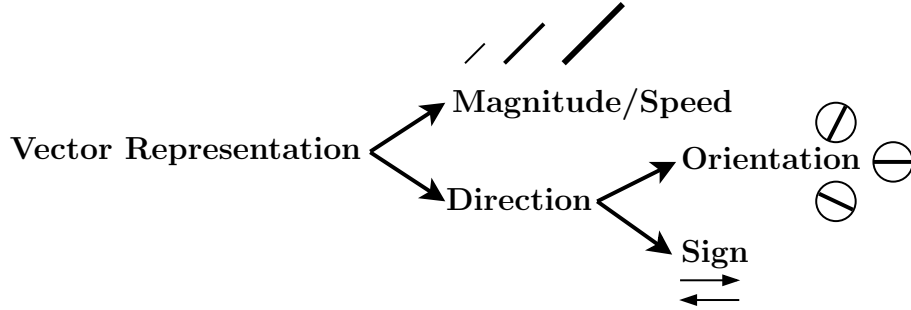 Magnitude/Speed
Vector Representation
Orientation
Direction
Sign